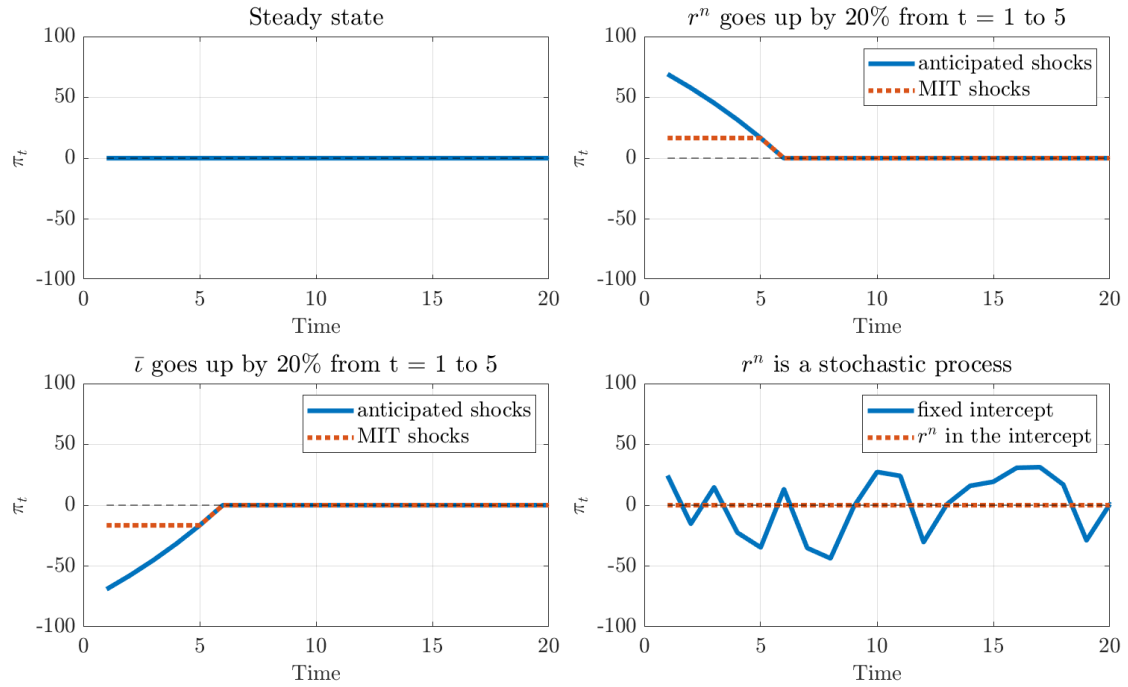 Steady state
100
50
0
-50
-100
π_t
0 5 10 15 20
Time
r^n goes up by 20% from t = 1 to 5
anticipated shocks
MIT shocks
100
50
0
-50
-100
π_t
0 5 10 15 20
Time
ῑ goes up by 20% from t = 1 to 5
anticipated shocks
MIT shocks
100
50
0
-50
-100
π_t
0 5 10 15 20
Time
r^n is a stochastic process
fixed intercept
r^n in the intercept
100
50
0
-50
-100
π_t
0 5 10 15 20
Time